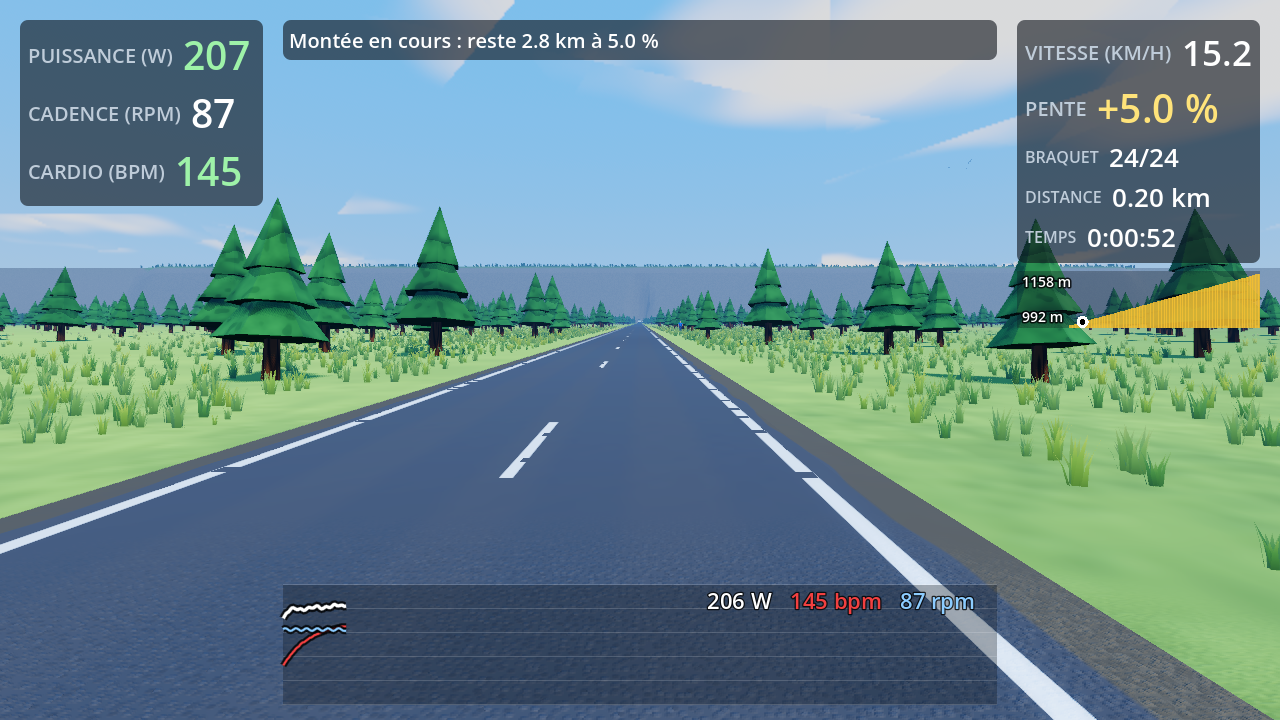 PUISSANCE (W) 207
CADENCE (RPM) 87
CARDIO (BPM) 145
Montée en cours : reste 2.8 km à 5.0 %
VITESSE (KM/H) 15.2
PENTE +5.0 %
BRAQUET 24/24
DISTANCE 0.20 km
TEMPS 0:00:52
1158 m
992 m
206 W 145 bpm 87 rpm